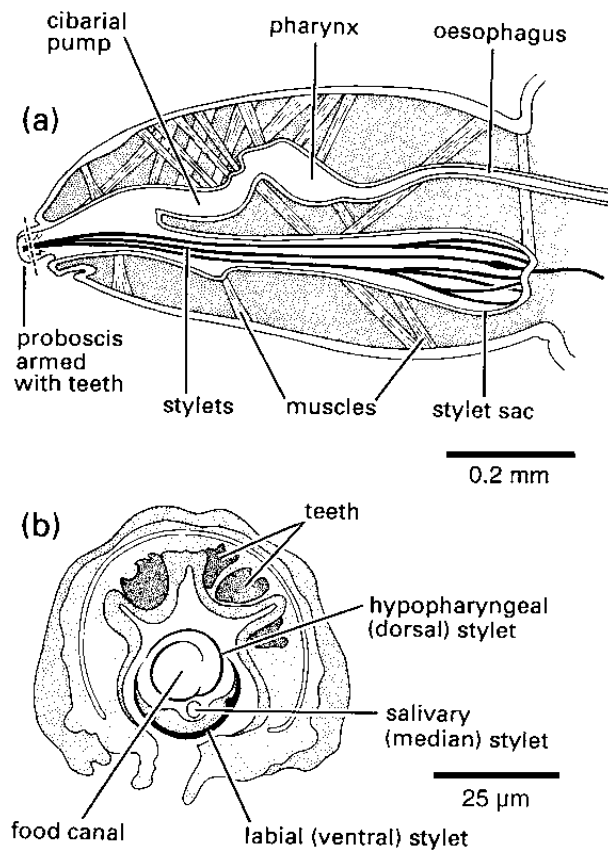 cibarial
pump
pharynx
oesophagus
(a)
proboscis
armed
with teeth
stylets
muscles
stylet sac
0.2 mm
(b)
teeth
hypopharyngeal
(dorsal) stylet
salivary
(median) stylet
25 µm
food canal
labial (ventral) stylet